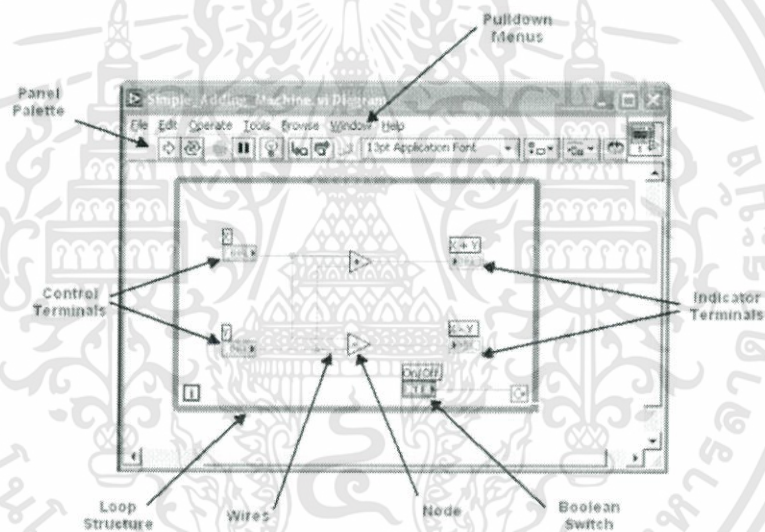 Pulldown
Menus
Panel
Palette
Simple_Adding_Machine.vi Diagram
File Edit Operate Tools Browse Window Help
13pt Application Font
X
X + Y
Control
Terminals
Indicator
Terminals
Y
X-Y
On/Off
i
Loop
Structure
Wires
Node
Boolean
Switch